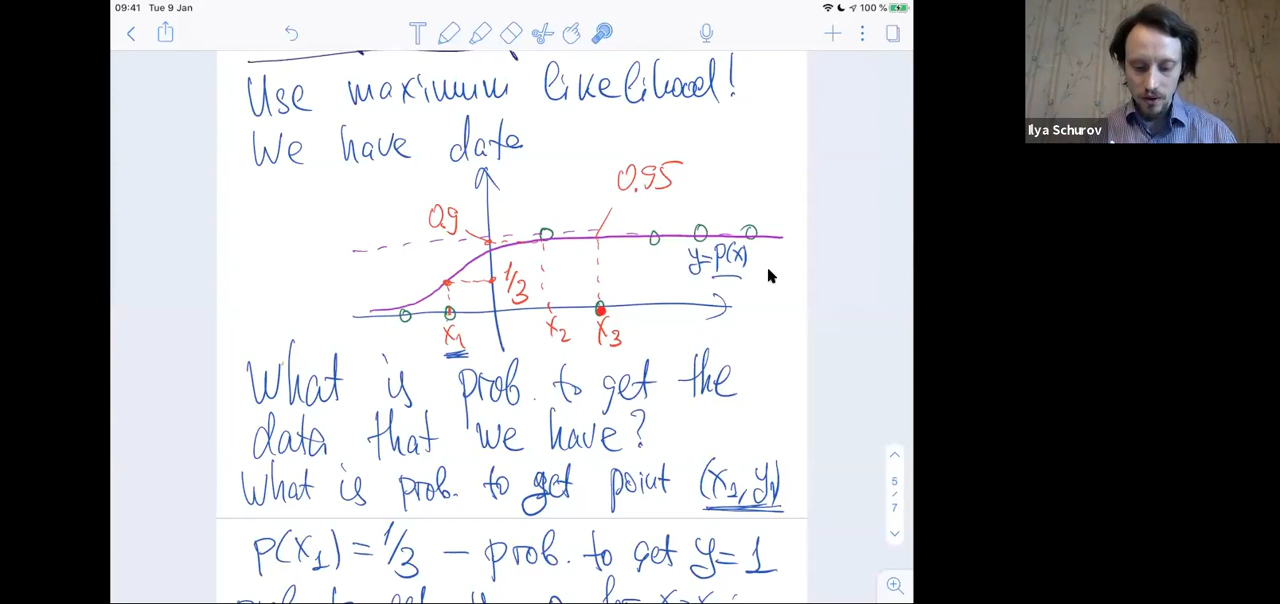 09:41 Tue 9 Jan
100 %
Ilya Schurov
Use maximum likelihood!
We have data
0.95
0.9
y=p(x)
1/3
x₁
x₂
x₃
What is prob. to get the
data that we have?
What is prob. to get point (x₁, y₁)
5
/
7
p(x₁) = 1/3 – prob. to get y=1